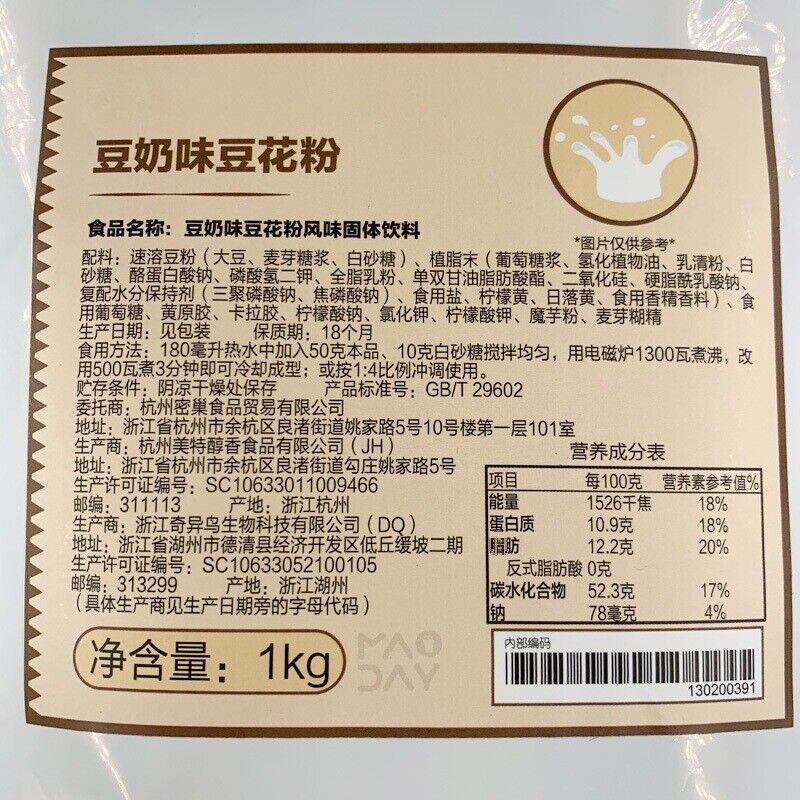 豆奶味豆花粉
*图片仅供参考*
食品名称：豆奶味豆花粉风味固体饮料
配料：速溶豆粉（大豆、麦芽糖浆、白砂糖）、植脂末（葡萄糖浆、氢化植物油、乳清粉、白
砂糖、酪蛋白酸钠、磷酸氢二钾、全脂乳粉、单双甘油脂肪酸酯、二氧化硅、硬脂酰乳酸钠、
复配水分保持剂（三聚磷酸钠、焦磷酸钠）、食用盐、柠檬黄、日落黄、食用香精香料）、食
用葡萄糖、黄原胶、卡拉胶、柠檬酸钠、氯化钾、柠檬酸钾、魔芋粉、麦芽糊精
生产日期：见包装 保质期：18个月
食用方法：180毫升热水中加入50克本品、10克白砂糖搅拌均匀，用电磁炉1300瓦煮沸，改
用500瓦煮3分钟即可冷却成型；或按1:4比例冲调使用。
贮存条件：阴凉干燥处保存 产品标准号：GB/T 29602
委托商：杭州密巢食品贸易有限公司
地址：浙江省杭州市余杭区良渚街道姚家路5号10号楼第一层101室
生产商：杭州美特醇香食品有限公司（JH）
地址：浙江省杭州市余杭区良渚街道勾庄姚家路5号
生产许可证编号：SC10633011009466
邮编：311113 产地：浙江杭州
生产商：浙江奇异鸟生物科技有限公司（DQ）
地址：浙江省湖州市德清县经济开发区低丘缓坡二期
生产许可证编号：SC10633052100105
邮编：313299 产地：浙江湖州
（具体生产商见生产日期旁的字母代码）
净含量：1kg
MAO
DAY
营养成分表
项目 每100克 营养素参考值%
能量 1526千焦 18%
蛋白质 10.9克 18%
脂肪 12.2克 20%
反式脂肪酸 0克
碳水化合物 52.3克 17%
钠 78毫克 4%
内部编码
130200391